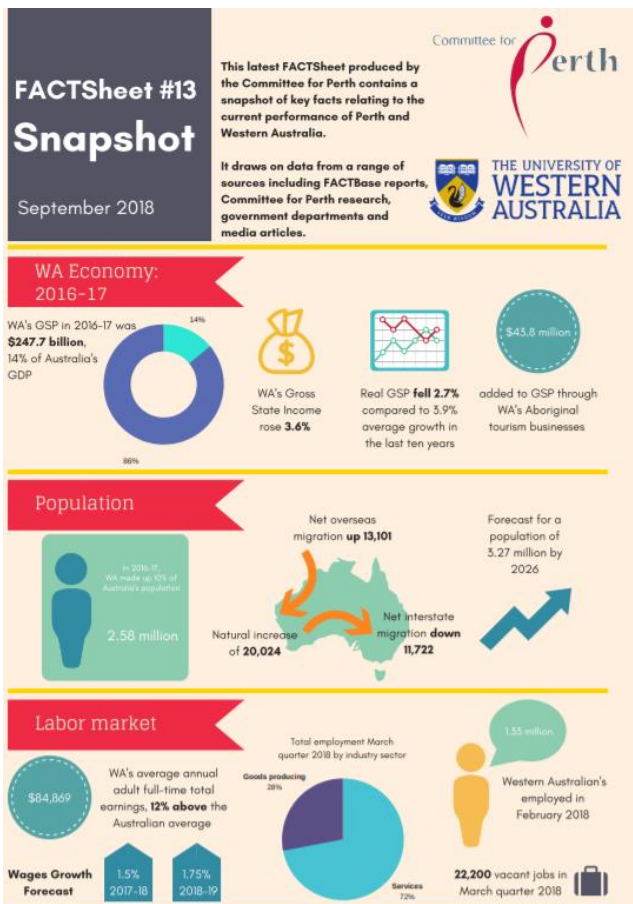 FACTSheet #13
Snapshot
September 2018
This latest FACTSheet produced by
the Committee for Perth contains a
snapshot of key facts relating to the
current performance of Perth and
Western Australia.
It draws on data from a range of
sources including FACTBase reports,
Committee for Perth research,
government departments and
media articles.
Committee for
Perth
THE UNIVERSITY OF
WESTERN
AUSTRALIA
WA Economy:
2016-17
WA's GSP in 2016-17 was
$247.7 billion,
14% of Australia's
GDP
14%
86%
WA's Gross
State Income
rose 3.6%
Real GSP fell 2.7%
compared to 3.9%
average growth in
the last ten years
$43.8 million
added to GSP through
WA's Aboriginal
tourism businesses
Population
In 2016-17,
WA made up 10% of
Australia's population
2.58 million
Net overseas
migration up 13,101
Natural increase
of 20,024
Net interstate
migration down
11,722
Forecast for a
population of
3.27 million by
2026
Labor market
$84,869
WA's average annual
adult full-time total
earnings, 12% above the
Australian average
Wages Growth
Forecast
1.5%
2017-18
1.75%
2018-19
Total employment March
quarter 2018 by industry sector
Goods producing
28%
Services
72%
1.33 million
Western Australian's
employed in
February 2018
22,200 vacant jobs in
March quarter 2018